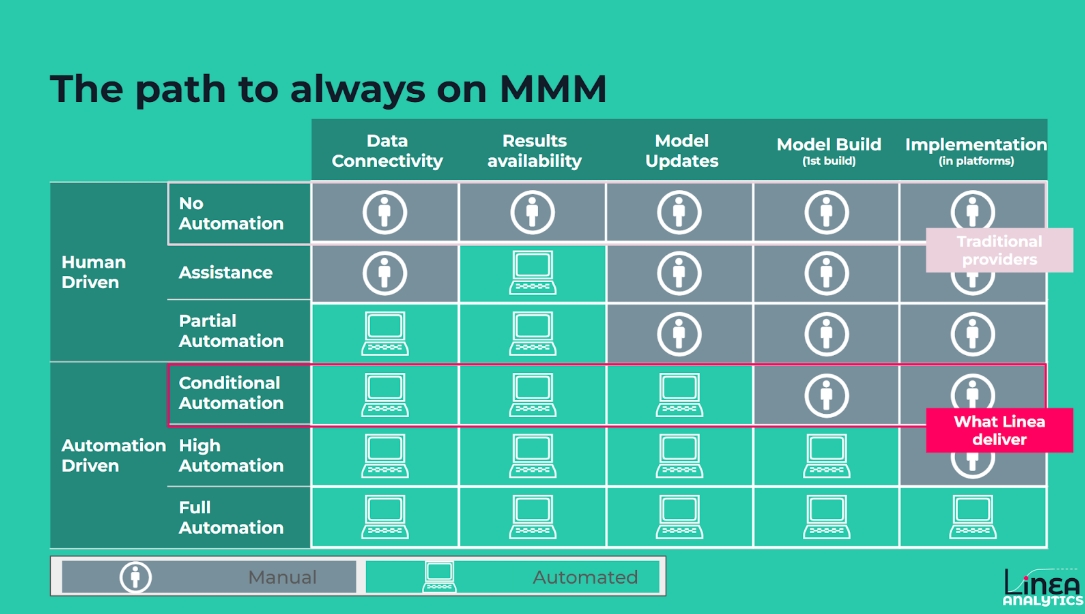 The path to always on MMM
Data
Connectivity
Results
availability
Model
Updates
Model Build
(1st build)
Implementation
(in platforms)
Human
Driven
No
Automation
Traditional
providers
Assistance
Partial
Automation
Automation
Driven
Conditional
Automation
What Linea
deliver
High
Automation
Full
Automation
Manual
Automated
LinEA
ANALYTICS